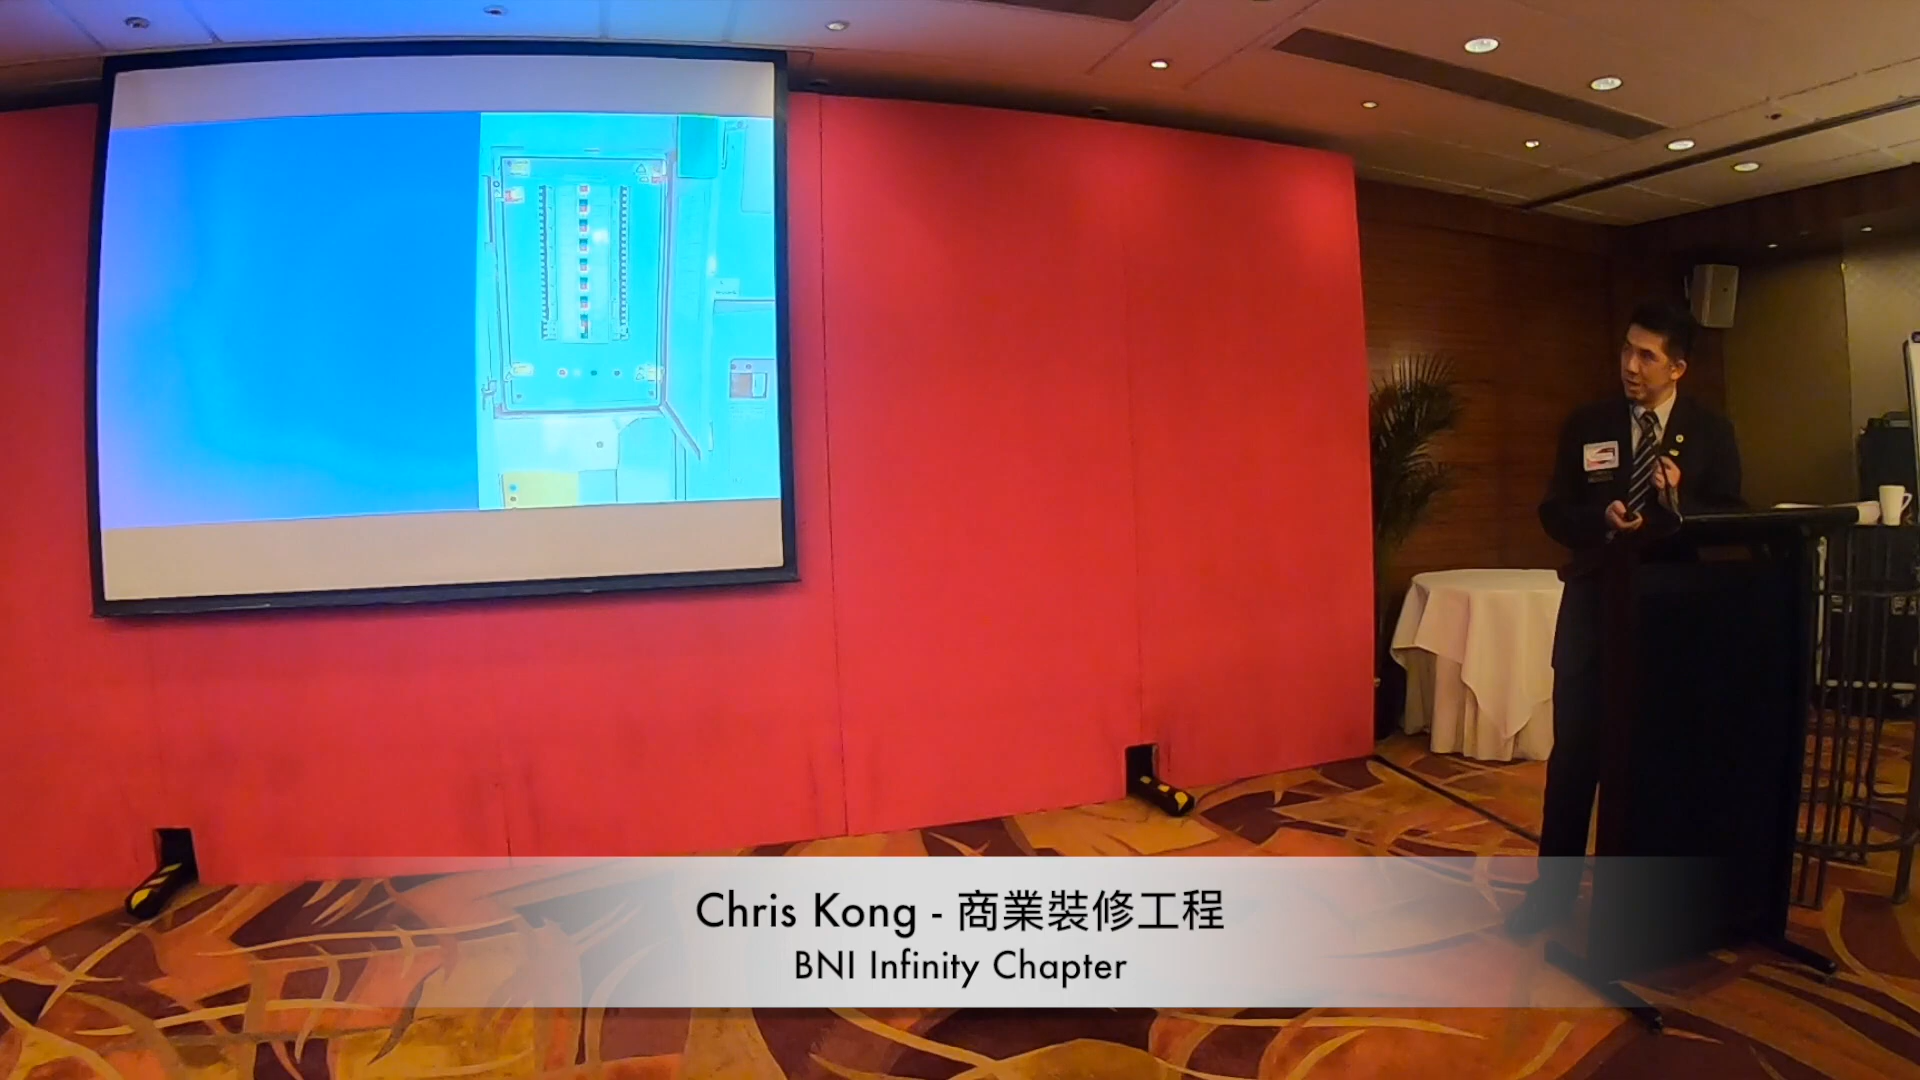 Chris Kong - 商業裝修工程
BNI Infinity Chapter